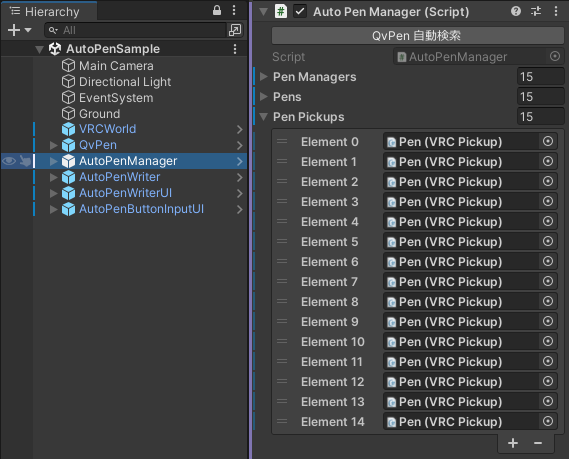 Hierarchy
All
AutoPenSample
Main Camera
Directional Light
EventSystem
Ground
VRCWorld
QvPen
AutoPenManager
AutoPenWriter
AutoPenWriterUI
AutoPenButtonInputUI
Auto Pen Manager (Script)
QvPen 自動検索
Script AutoPenManager
Pen Managers 15
Pens 15
Pen Pickups 15
Element 0 Pen (VRC Pickup)
Element 1 Pen (VRC Pickup)
Element 2 Pen (VRC Pickup)
Element 3 Pen (VRC Pickup)
Element 4 Pen (VRC Pickup)
Element 5 Pen (VRC Pickup)
Element 6 Pen (VRC Pickup)
Element 7 Pen (VRC Pickup)
Element 8 Pen (VRC Pickup)
Element 9 Pen (VRC Pickup)
Element 10 Pen (VRC Pickup)
Element 11 Pen (VRC Pickup)
Element 12 Pen (VRC Pickup)
Element 13 Pen (VRC Pickup)
Element 14 Pen (VRC Pickup)